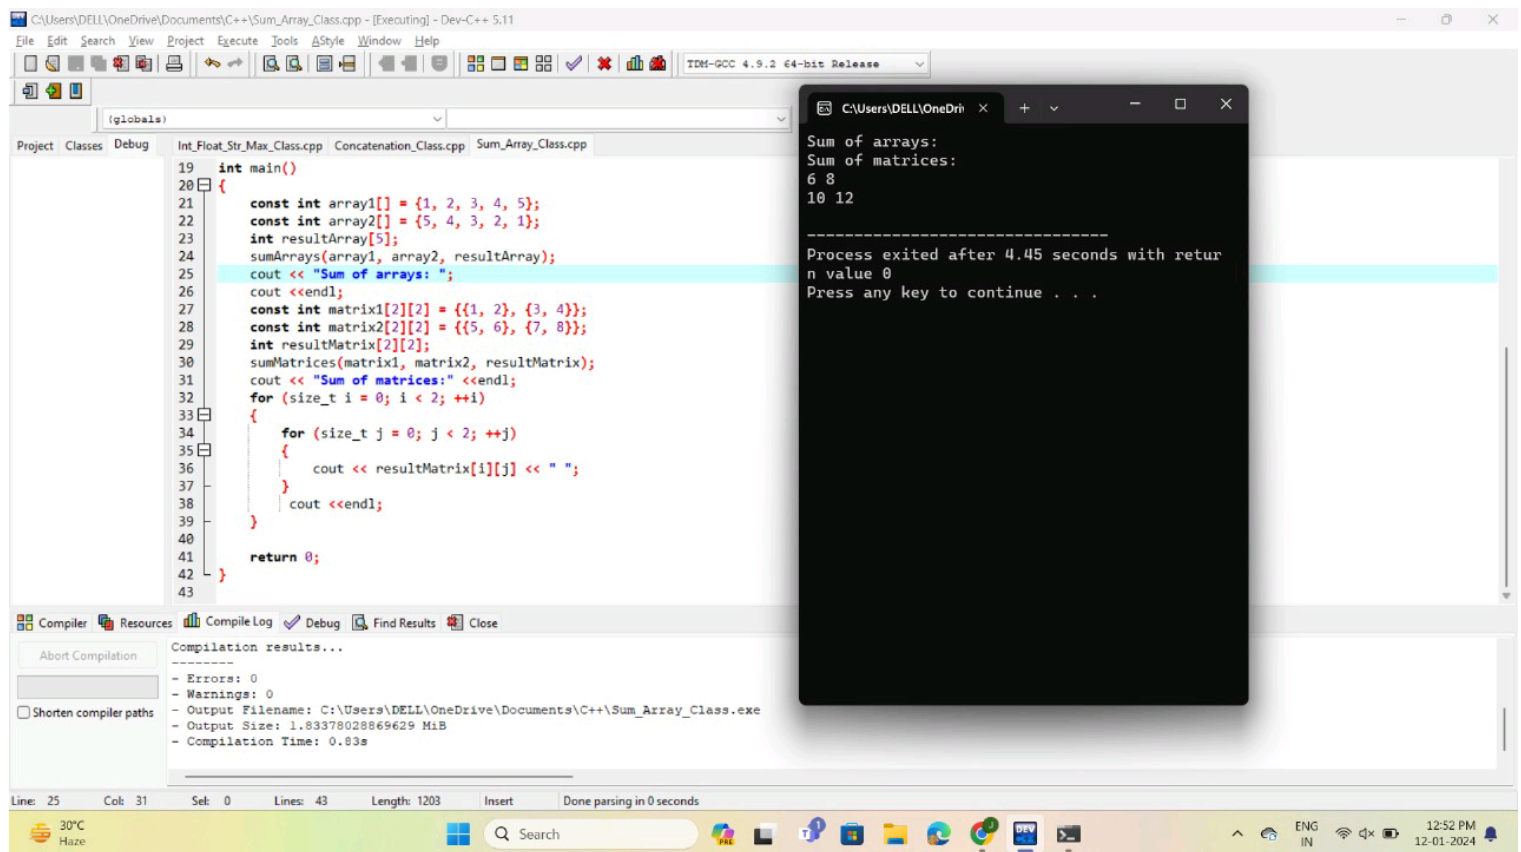 C:\Users\DELL\OneDrive\Documents\C++\Sum_Array_Class.cpp - [Executing] - Dev-C++ 5.11
File Edit Search View Project Execute Tools AStyle Window Help
TDM-GCC 4.9.2 64-bit Release
(globals)
Project Classes Debug
Int_Float_Str_Max_Class.cpp Concatenation_Class.cpp Sum_Array_Class.cpp
19 int main()
20 {
21 const int array1[] = {1, 2, 3, 4, 5};
22 const int array2[] = {5, 4, 3, 2, 1};
23 int resultArray[5];
24 sumArrays(array1, array2, resultArray);
25 cout << "Sum of arrays: ";
26 cout <<endl;
27 const int matrix1[2][2] = {{1, 2}, {3, 4}};
28 const int matrix2[2][2] = {{5, 6}, {7, 8}};
29 int resultMatrix[2][2];
30 sumMatrices(matrix1, matrix2, resultMatrix);
31 cout << "Sum of matrices:" <<endl;
32 for (size_t i = 0; i < 2; ++i)
33 {
34 for (size_t j = 0; j < 2; ++j)
35 {
36 cout << resultMatrix[i][j] << " ";
37 }
38 cout <<endl;
39 }
40
41 return 0;
42 }
43
C:\Users\DELL\OneDri
Sum of arrays:
Sum of matrices:
6 8
10 12
--------------------------------
Process exited after 4.45 seconds with retur
n value 0
Press any key to continue . . .
Compiler Resources Compile Log Debug Find Results Close
Abort Compilation
Shorten compiler paths
Compilation results...
--------
- Errors: 0
- Warnings: 0
- Output Filename: C:\Users\DELL\OneDrive\Documents\C++\Sum_Array_Class.exe
- Output Size: 1.83378028869629 MiB
- Compilation Time: 0.83s
Line: 25 Col: 31 Sel: 0 Lines: 43 Length: 1203 Insert Done parsing in 0 seconds
30°C
Haze
Search
PRE
1
J
DEV
ENG
IN
12:52 PM
12-01-2024